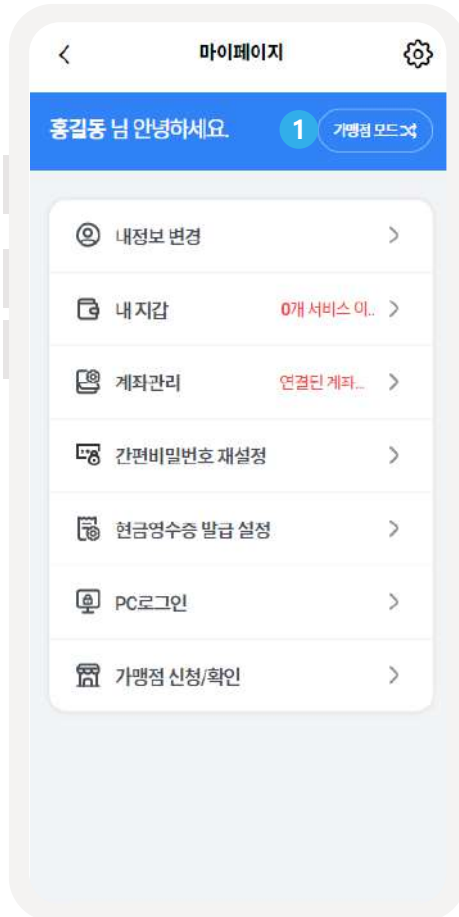 마이페이지
홍길동 님 안녕하세요.
1 가맹점 모드
내정보 변경
내 지갑 0개 서비스 이..
계좌관리 연결된 계좌...
간편비밀번호 재설정
현금영수증 발급 설정
PC로그인
가맹점 신청/확인